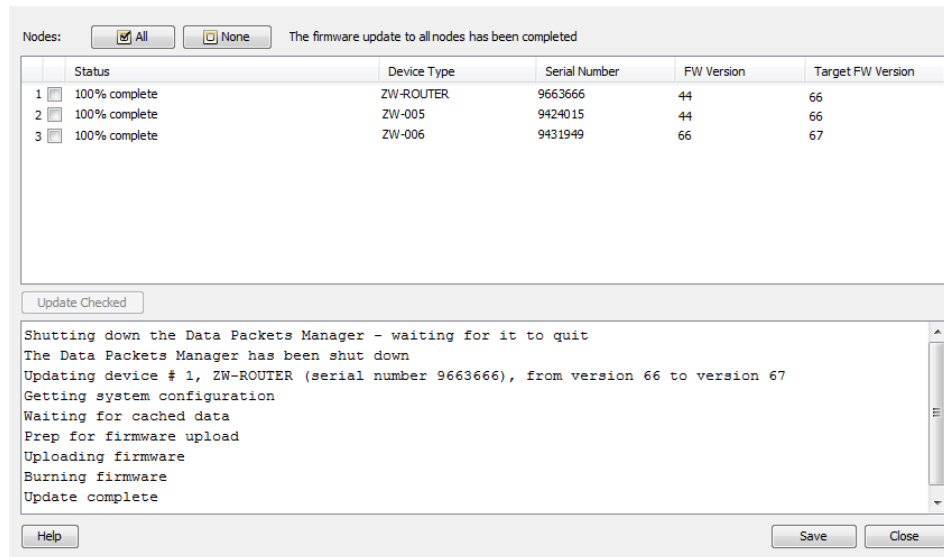 Nodes: All None The firmware update to all nodes has been completed
Status Device Type Serial Number FW Version Target FW Version
1 100% complete ZW-ROUTER 9663666 44 66
2 100% complete ZW-005 9424015 44 66
3 100% complete ZW-006 9431949 66 67
Update Checked
Shutting down the Data Packets Manager - waiting for it to quit
The Data Packets Manager has been shut down
Updating device # 1, ZW-ROUTER (serial number 9663666), from version 66 to version 67
Getting system configuration
Waiting for cached data
Prep for firmware upload
Uploading firmware
Burning firmware
Update complete
Help Save Close